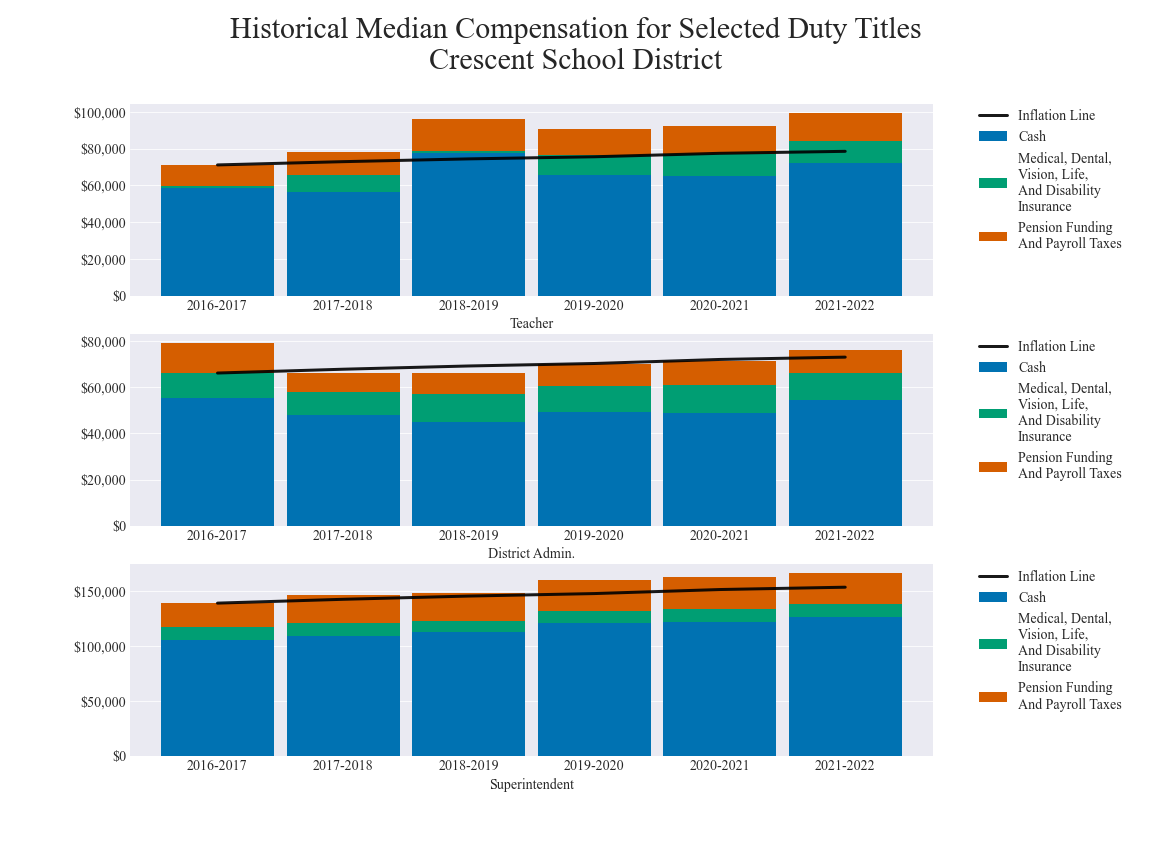 Historical Median Compensation for Selected Duty Titles
Crescent School District
$100,000
$80,000
$60,000
$40,000
$20,000
$0
2016-2017
2017-2018
2018-2019
2019-2020
2020-2021
2021-2022
Teacher
Inflation Line
Cash
Medical, Dental,
Vision, Life,
And Disability
Insurance
Pension Funding
And Payroll Taxes
$80,000
$60,000
$40,000
$20,000
$0
2016-2017
2017-2018
2018-2019
2019-2020
2020-2021
2021-2022
District Admin.
Inflation Line
Cash
Medical, Dental,
Vision, Life,
And Disability
Insurance
Pension Funding
And Payroll Taxes
$150,000
$100,000
$50,000
$0
2016-2017
2017-2018
2018-2019
2019-2020
2020-2021
2021-2022
Superintendent
Inflation Line
Cash
Medical, Dental,
Vision, Life,
And Disability
Insurance
Pension Funding
And Payroll Taxes